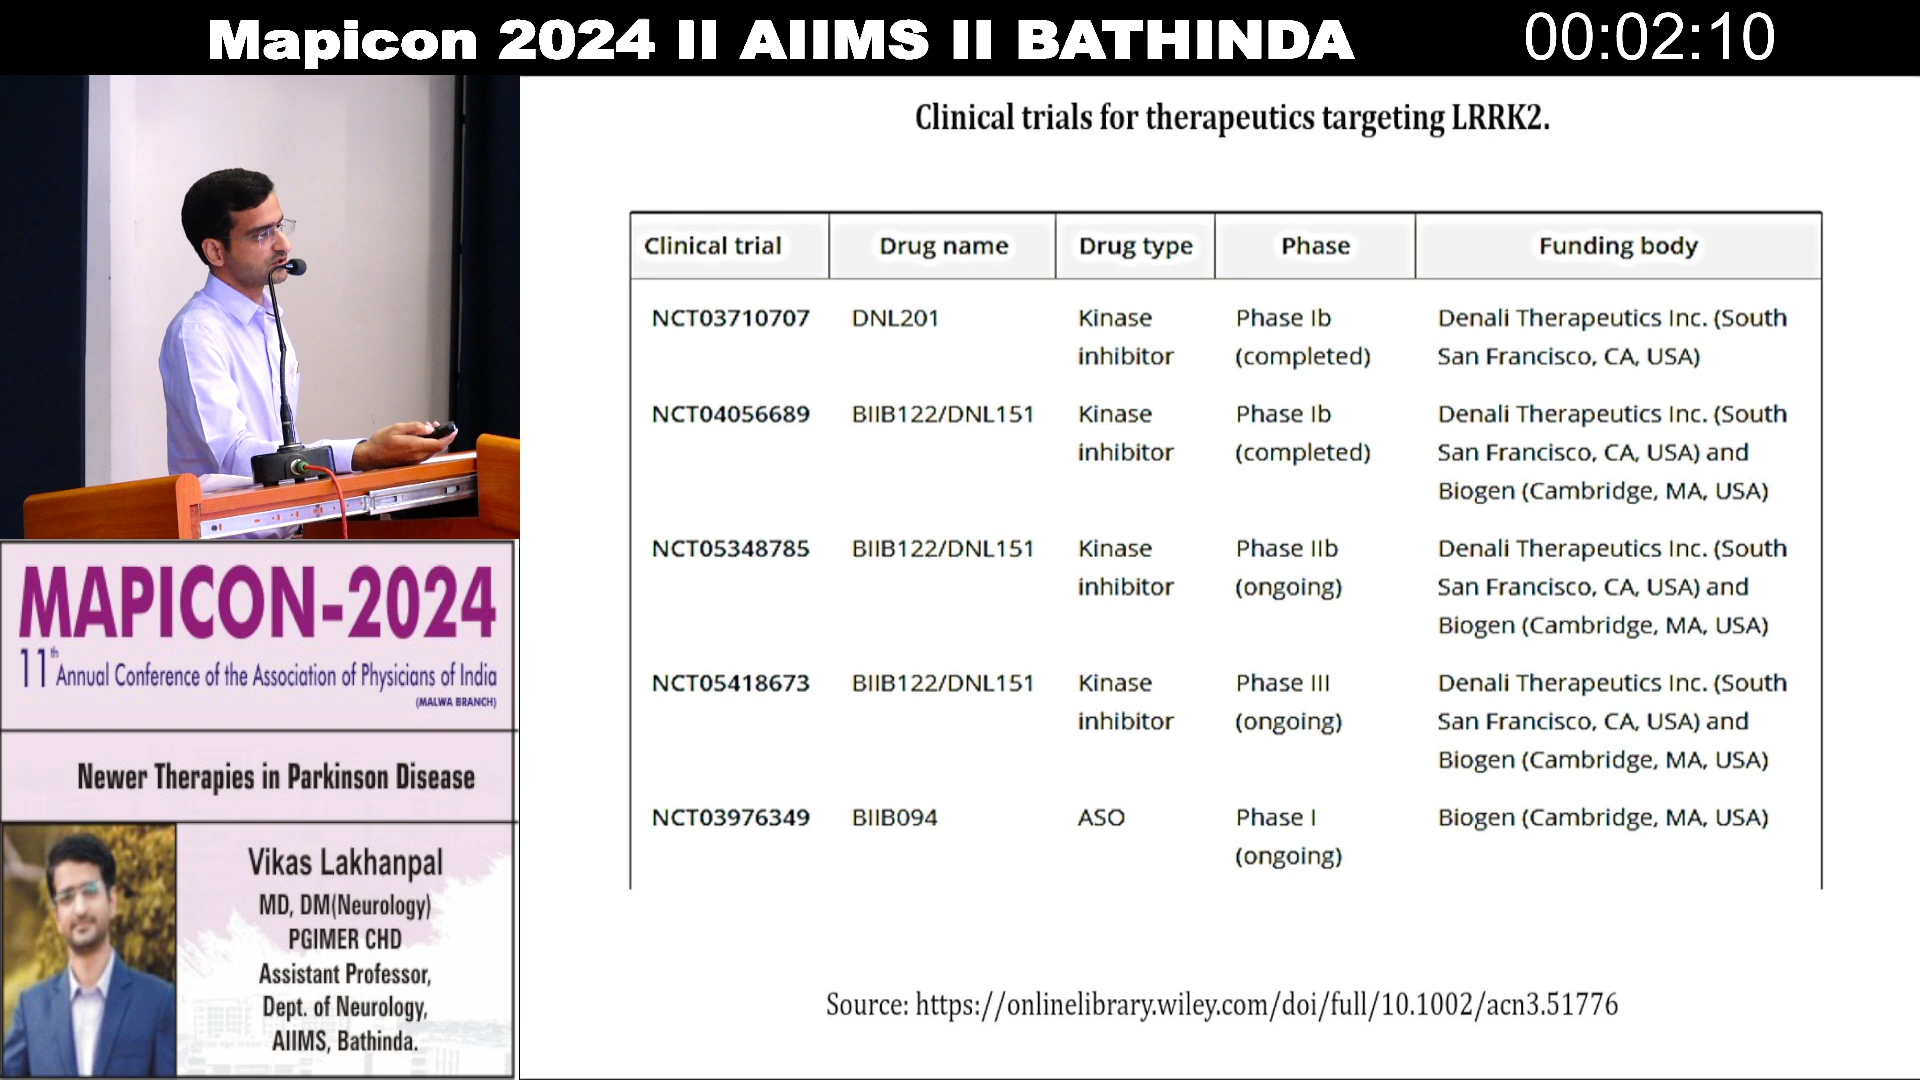 Mapicon 2024 II AIIMS II BATHINDA
00:02:10
Clinical trials for therapeutics targeting LRRK2.
Clinical trial Drug name Drug type Phase Funding body
NCT03710707 DNL201 Kinase Phase Ib Denali Therapeutics Inc. (South
inhibitor (completed) San Francisco, CA, USA)
NCT04056689 BIIB122/DNL151 Kinase Phase Ib Denali Therapeutics Inc. (South
inhibitor (completed) San Francisco, CA, USA) and
Biogen (Cambridge, MA, USA)
NCT05348785 BIIB122/DNL151 Kinase Phase IIb Denali Therapeutics Inc. (South
inhibitor (ongoing) San Francisco, CA, USA) and
Biogen (Cambridge, MA, USA)
NCT05418673 BIIB122/DNL151 Kinase Phase III Denali Therapeutics Inc. (South
inhibitor (ongoing) San Francisco, CA, USA) and
Biogen (Cambridge, MA, USA)
NCT03976349 BIIB094 ASO Phase I Biogen (Cambridge, MA, USA)
(ongoing)
Source: https://onlinelibrary.wiley.com/doi/full/10.1002/acn3.51776
MAPICON-2024
11th Annual Conference of the Association of Physicians of India
(MALWA BRANCH)
Newer Therapies in Parkinson Disease
Vikas Lakhanpal
MD, DM(Neurology)
PGIMER CHD
Assistant Professor,
Dept. of Neurology,
AIIMS, Bathinda.